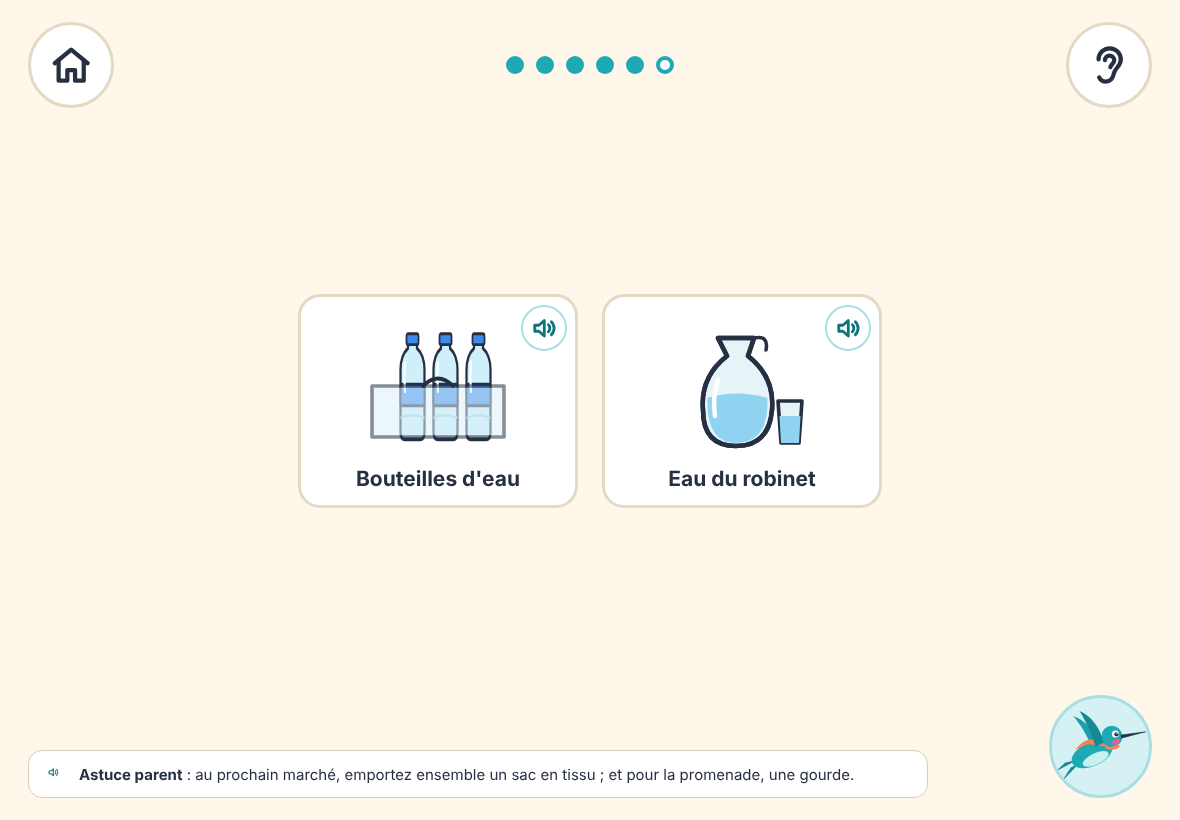 Bouteilles d'eau
Eau du robinet
Astuce parent : au prochain marché, emportez ensemble un sac en tissu ; et pour la promenade, une gourde.